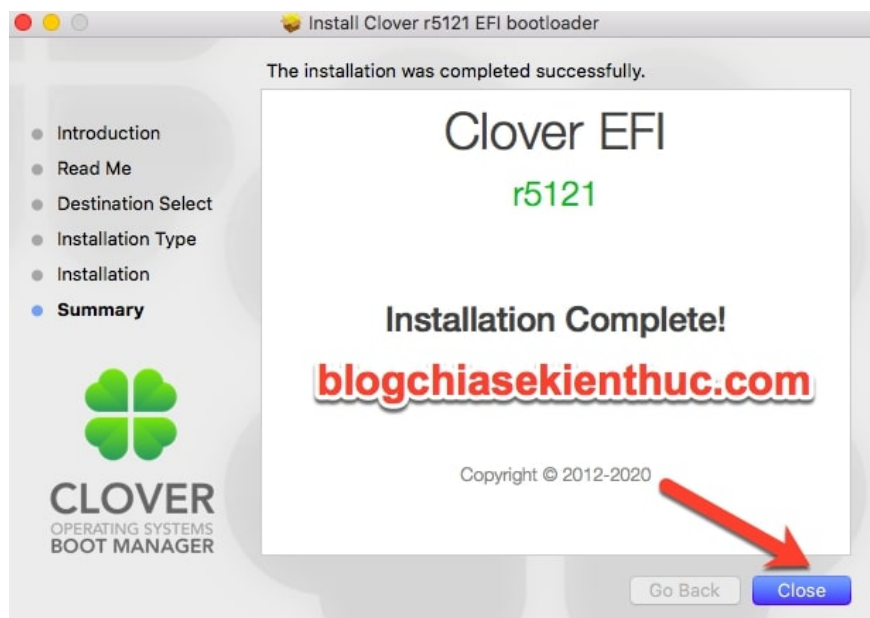 Install Clover r5121 EFI bootloader
The installation was completed successfully.
Introduction
Read Me
Destination Select
Installation Type
Installation
Summary
CLOVER
OPERATING SYSTEMS
BOOT MANAGER
Clover EFI
r5121
Installation Complete!
blogchiasekienthuc.com
Copyright © 2012-2020
Go Back
Close